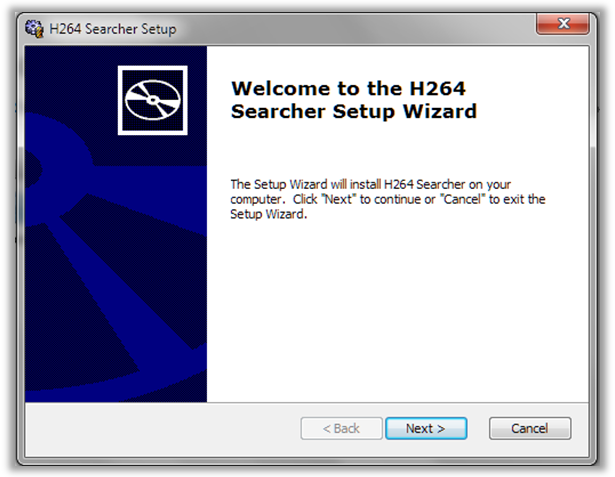 H264 Searcher Setup
Welcome to the H264
Searcher Setup Wizard
The Setup Wizard will install H264 Searcher on your
computer.  Click "Next" to continue or "Cancel" to exit the
Setup Wizard.
< Back
Next >
Cancel